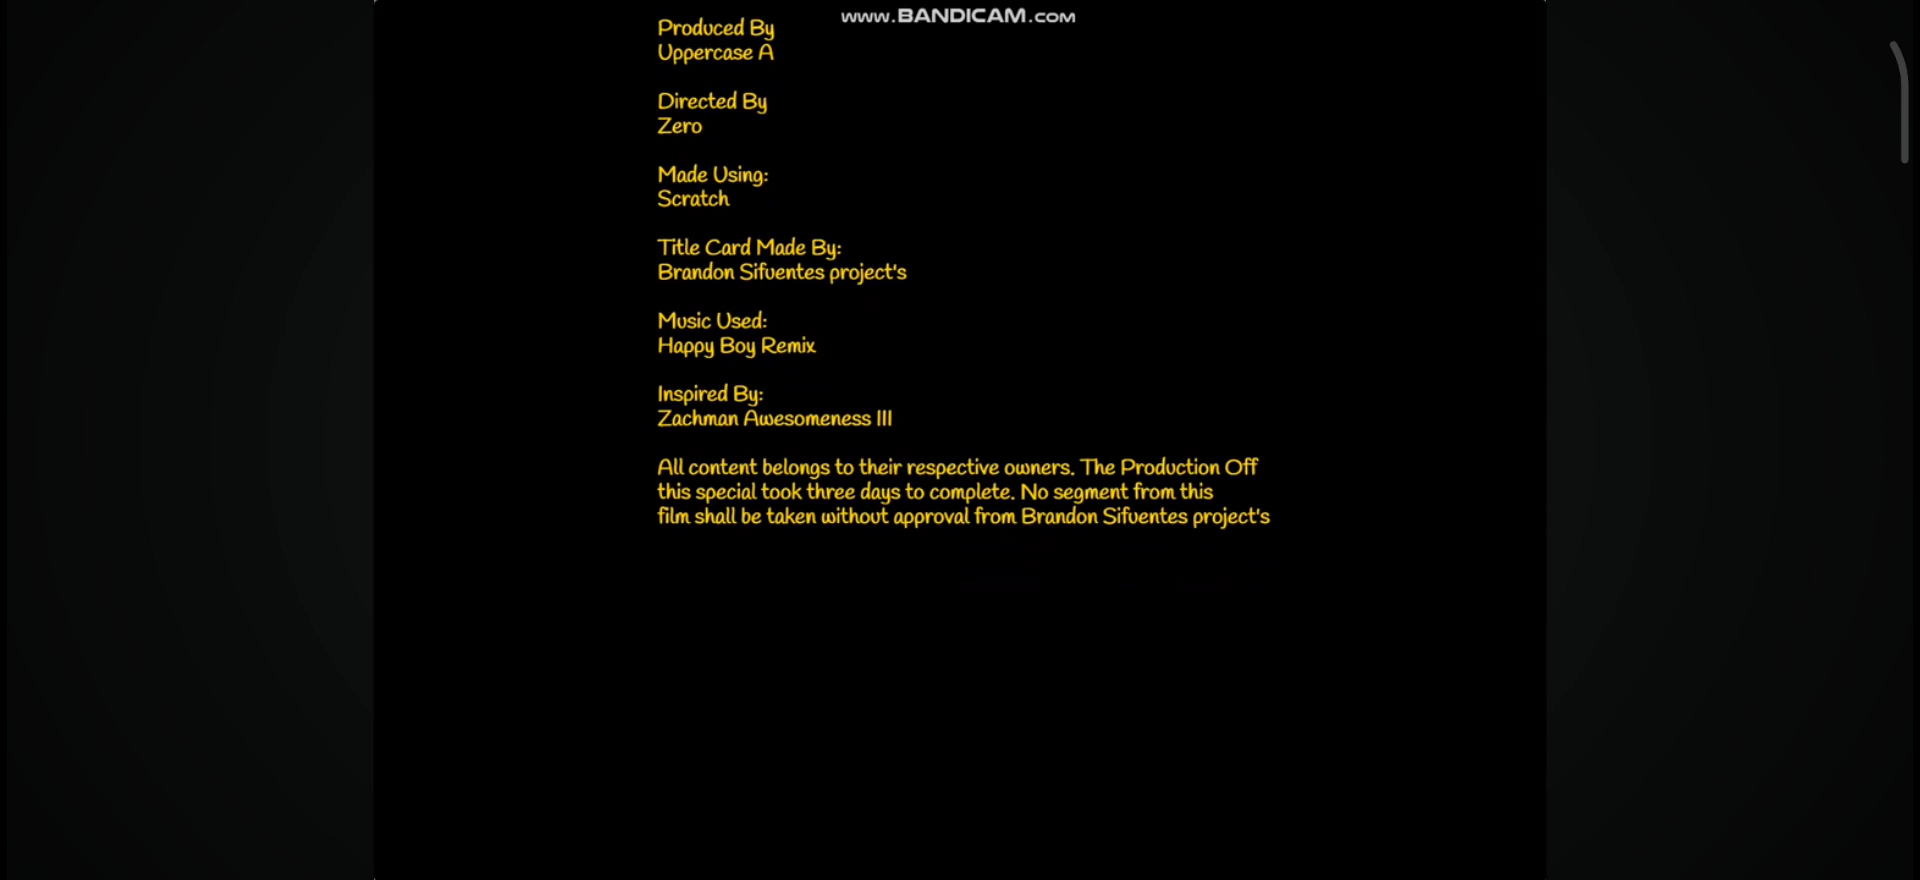 www.BANDICAM.com
Produced By
Uppercase A
Directed By
Zero
Made Using:
Scratch
Title Card Made By:
Brandon Sifuentes project's
Music Used:
Happy Boy Remix
Inspired By:
Zachman Awesomeness III
All content belongs to their respective owners. The Production Off
this special took three days to complete. No segment from this
film shall be taken without approval from Brandon Sifuentes project's